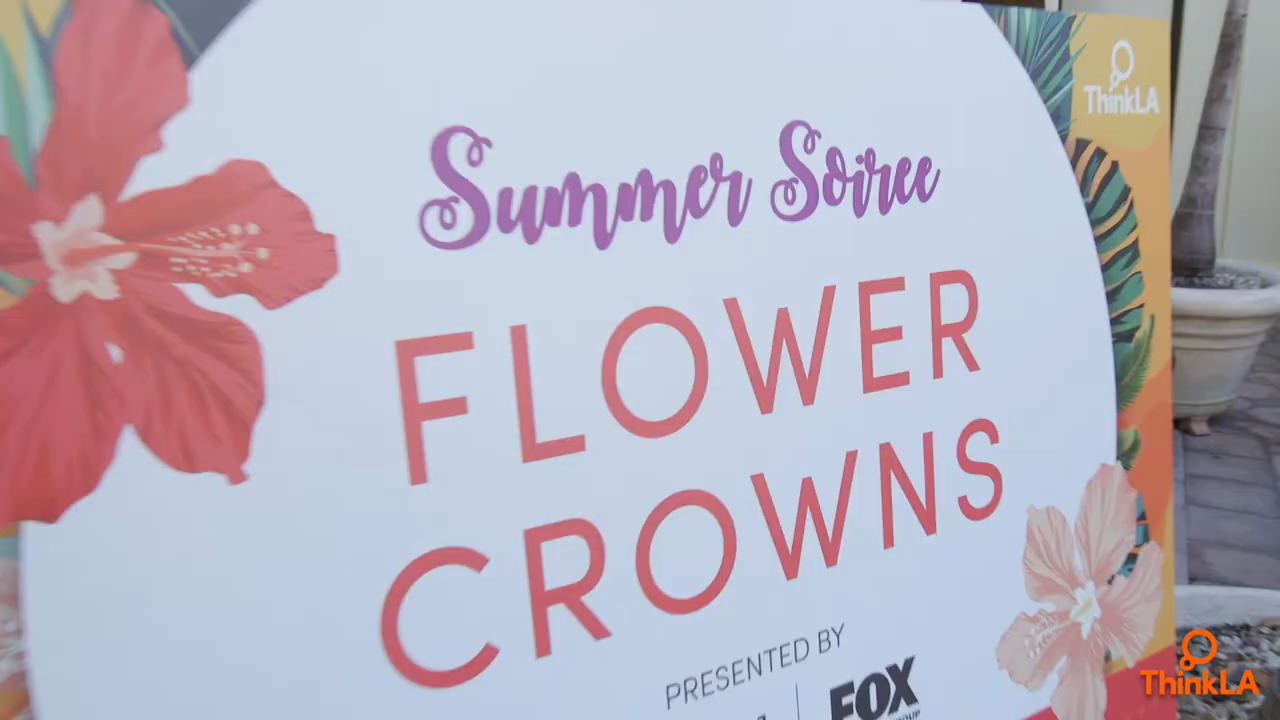 ThinkLA
Summer Soiree
FLOWER
CROWNS
PRESENTED BY
FOX
ThinkLA